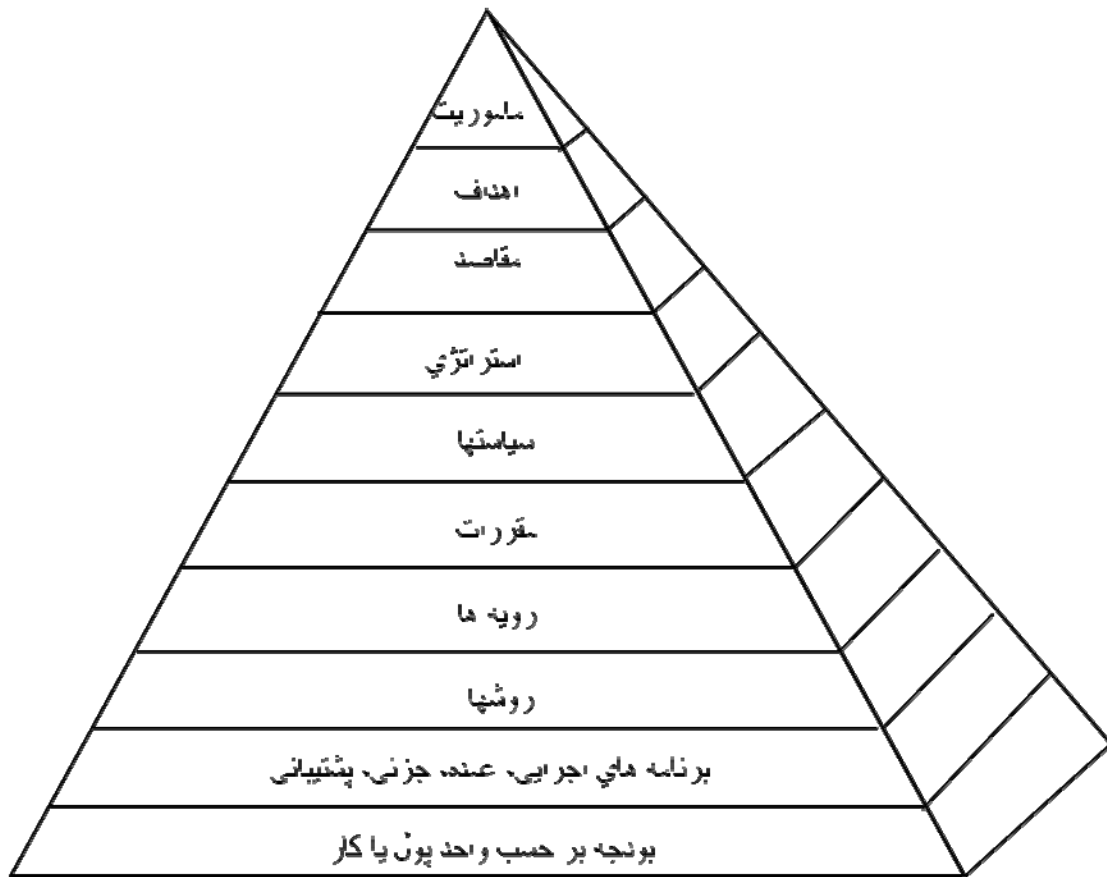 ماموریت
اهداف
مقاصد
استراتژي
سیاستها
مقررات
رویه ها
روشها
برنامه هاي اجرایی، عمده، جزئی، پشتیبانی
بودجه بر حسب واحد پول یا کار